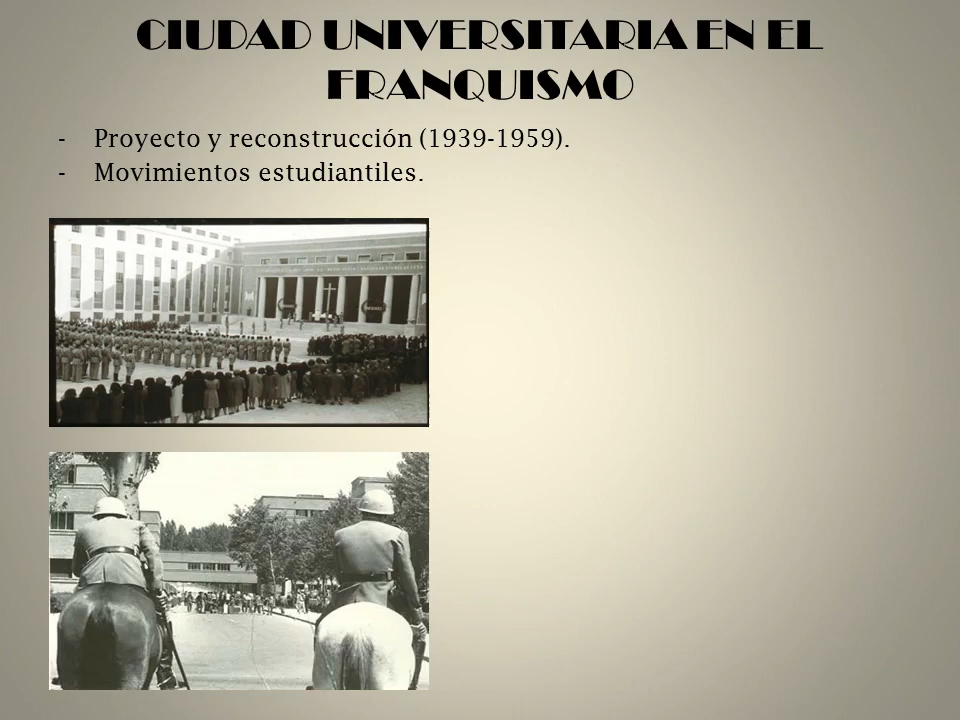 CIUDAD UNIVERSITARIA EN EL
FRANQUISMO
- Proyecto y reconstrucción (1939-1959).
- Movimientos estudiantiles.